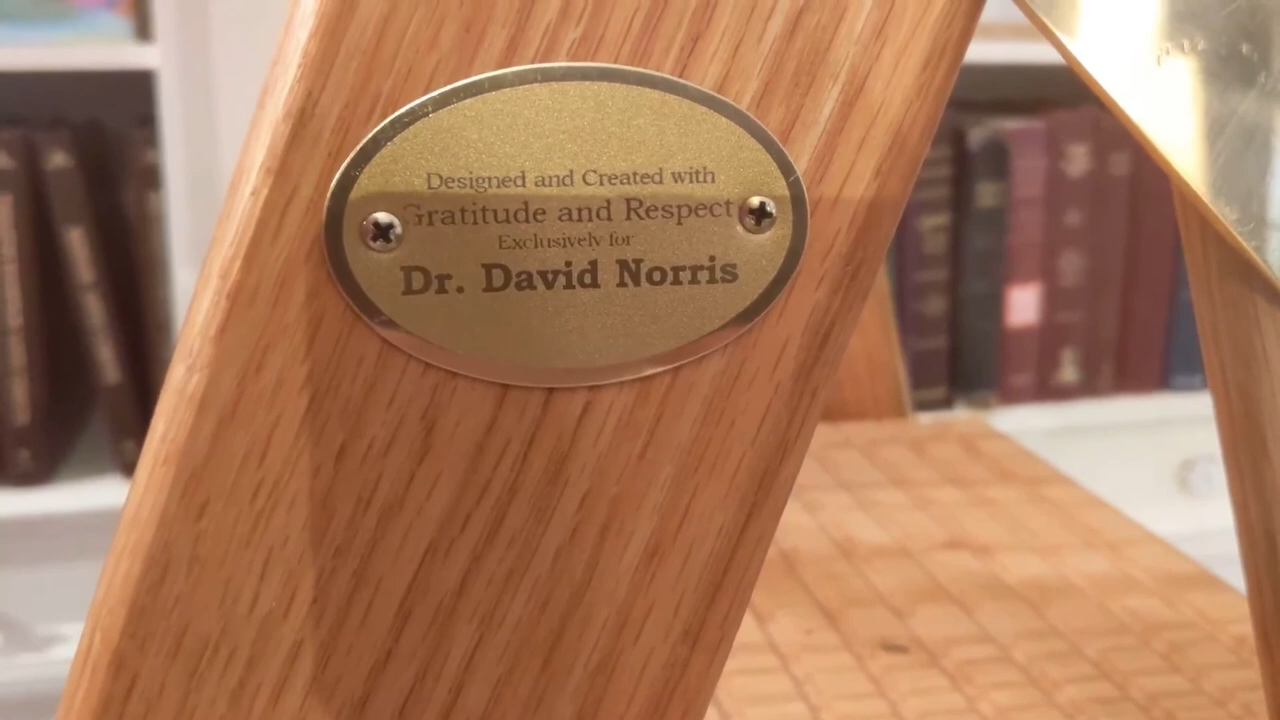 Designed and Created with
Gratitude and Respect
Exclusively for
Dr. David Norris